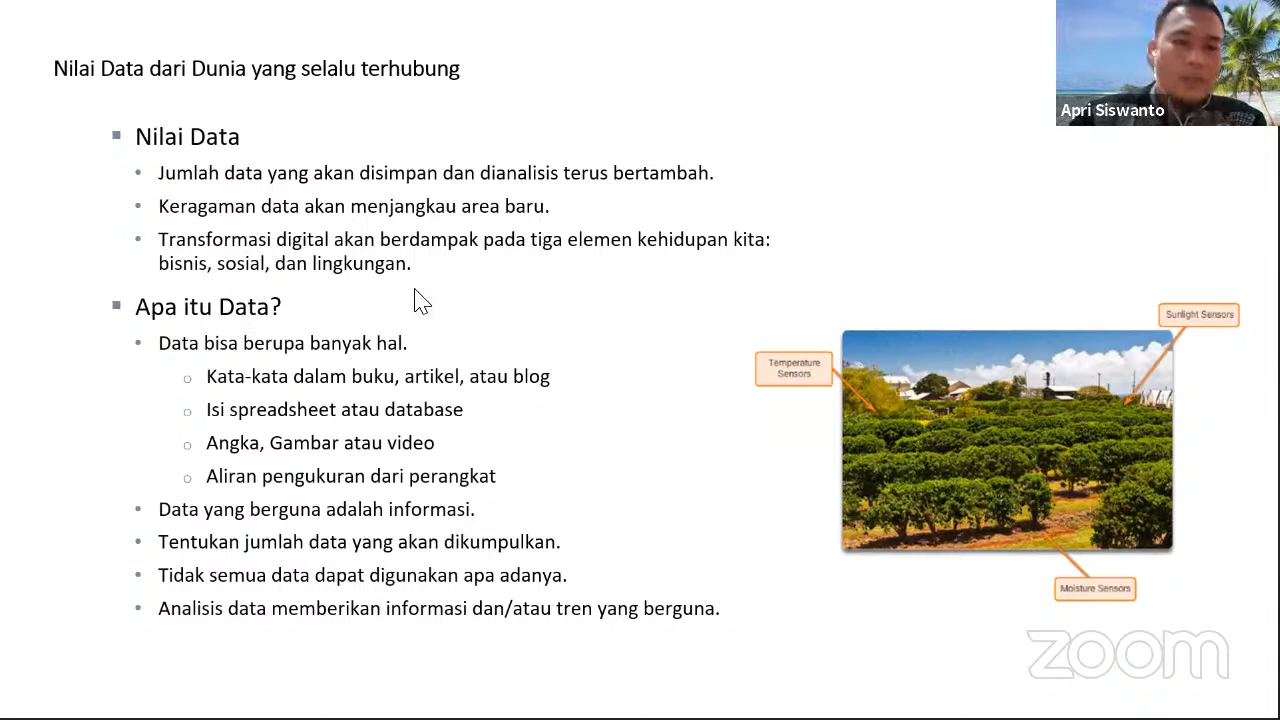 Nilai Data dari Dunia yang selalu terhubung
Apri Siswanto
Nilai Data
Jumlah data yang akan disimpan dan dianalisis terus bertambah.
Keragaman data akan menjangkau area baru.
Transformasi digital akan berdampak pada tiga elemen kehidupan kita:
bisnis, sosial, dan lingkungan.
Apa itu Data?
Data bisa berupa banyak hal.
Kata-kata dalam buku, artikel, atau blog
Isi spreadsheet atau database
Angka, Gambar atau video
Aliran pengukuran dari perangkat
Data yang berguna adalah informasi.
Tentukan jumlah data yang akan dikumpulkan.
Tidak semua data dapat digunakan apa adanya.
Analisis data memberikan informasi dan/atau tren yang berguna.
Sunlight Sensors
Temperature
Sensors
Moisture Sensors
zoom